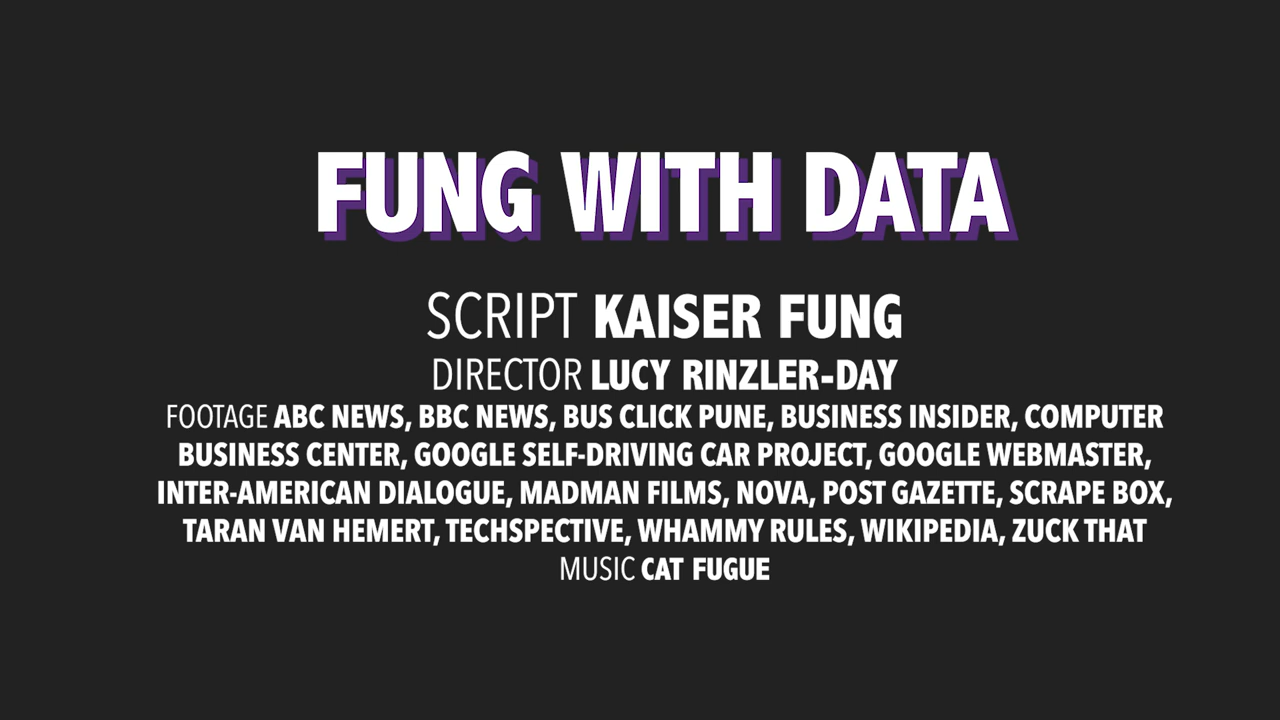 FUNG WITH DATA
SCRIPT KAISER FUNG
DIRECTOR LUCY RINZLER-DAY
FOOTAGE ABC NEWS, BBC NEWS, BUS CLICK PUNE, BUSINESS INSIDER, COMPUTER
BUSINESS CENTER, GOOGLE SELF-DRIVING CAR PROJECT, GOOGLE WEBMASTER,
INTER-AMERICAN DIALOGUE, MADMAN FILMS, NOVA, POST GAZETTE, SCRAPE BOX,
TARAN VAN HEMERT, TECHSPECTIVE, WHAMMY RULES, WIKIPEDIA, ZUCK THAT
MUSIC CAT FUGUE